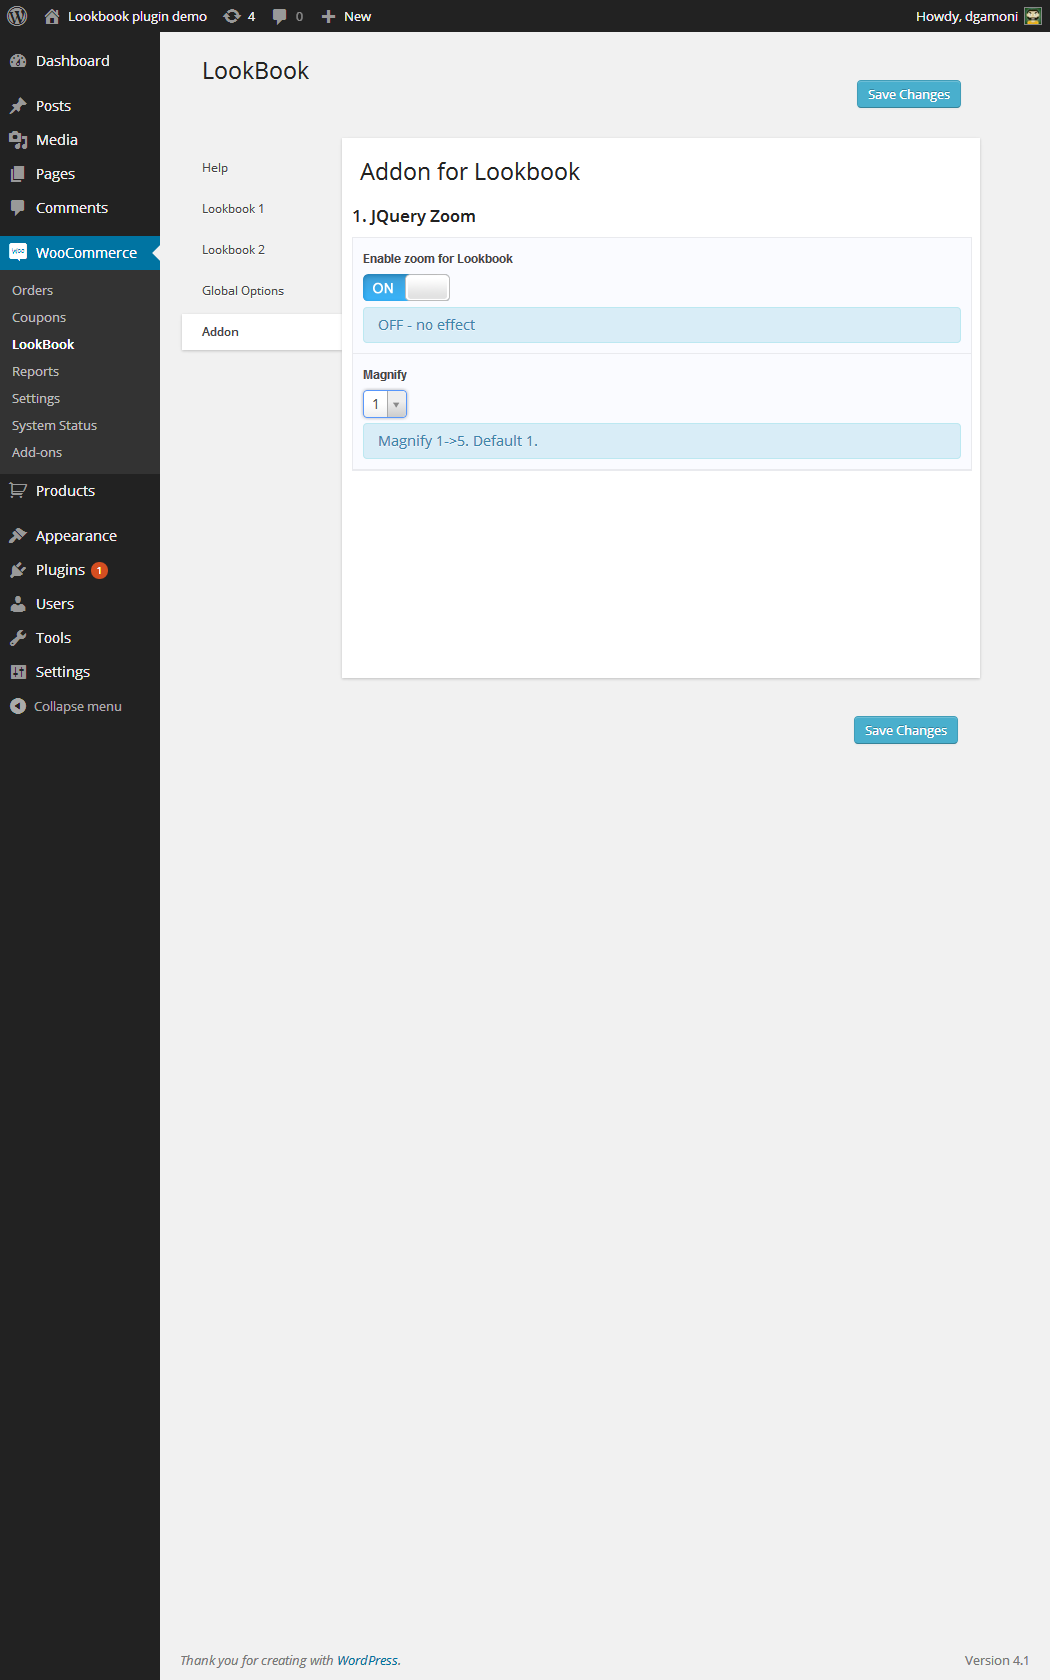 Lookbook plugin demo 4 0 New Howdy, dgamoni
Dashboard
Posts
Media
Pages
Comments
WooCommerce
Orders
Coupons
LookBook
Reports
Settings
System Status
Add-ons
Products
Appearance
Plugins 1
Users
Tools
Settings
Collapse menu
LookBook
Save Changes
Help
Lookbook 1
Lookbook 2
Global Options
Addon
Addon for Lookbook
1. JQuery Zoom
Enable zoom for Lookbook
ON
OFF - no effect
Magnify
1
Magnify 1->5. Default 1.
Save Changes
Thank you for creating with WordPress.
Version 4.1